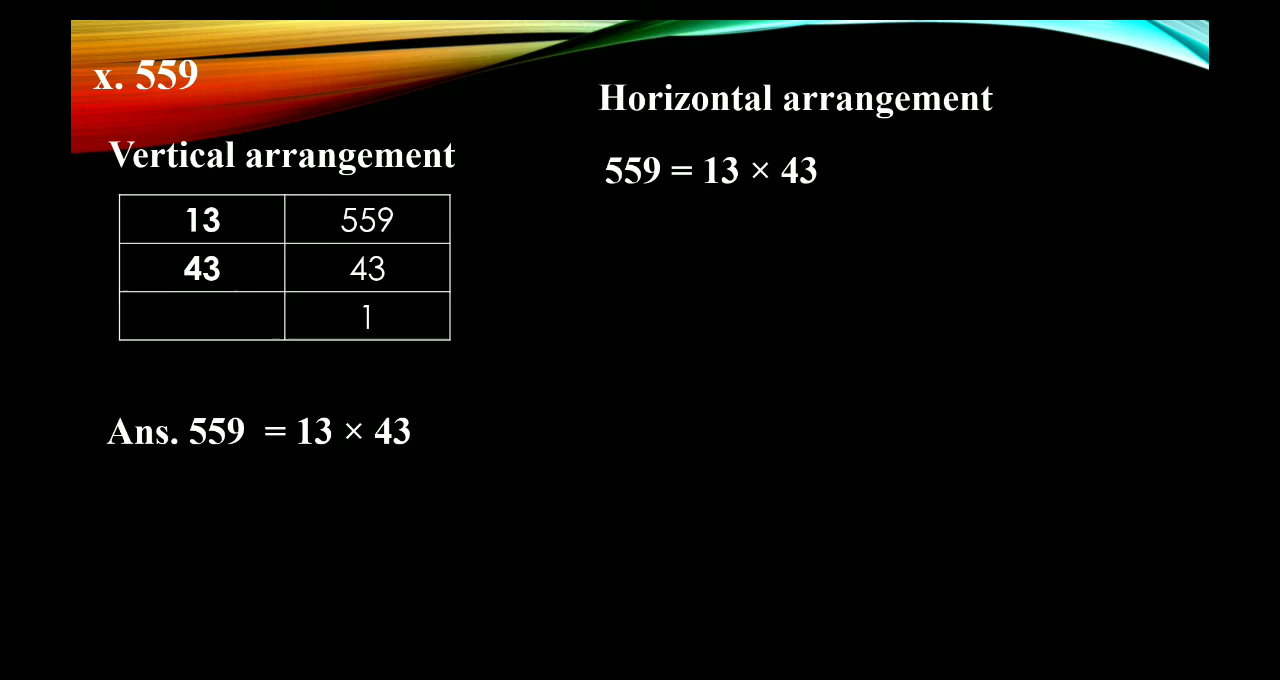 x. 559
Vertical arrangement
13 559
43 43
1
Ans. 559 = 13 × 43
Horizontal arrangement
559 = 13 × 43